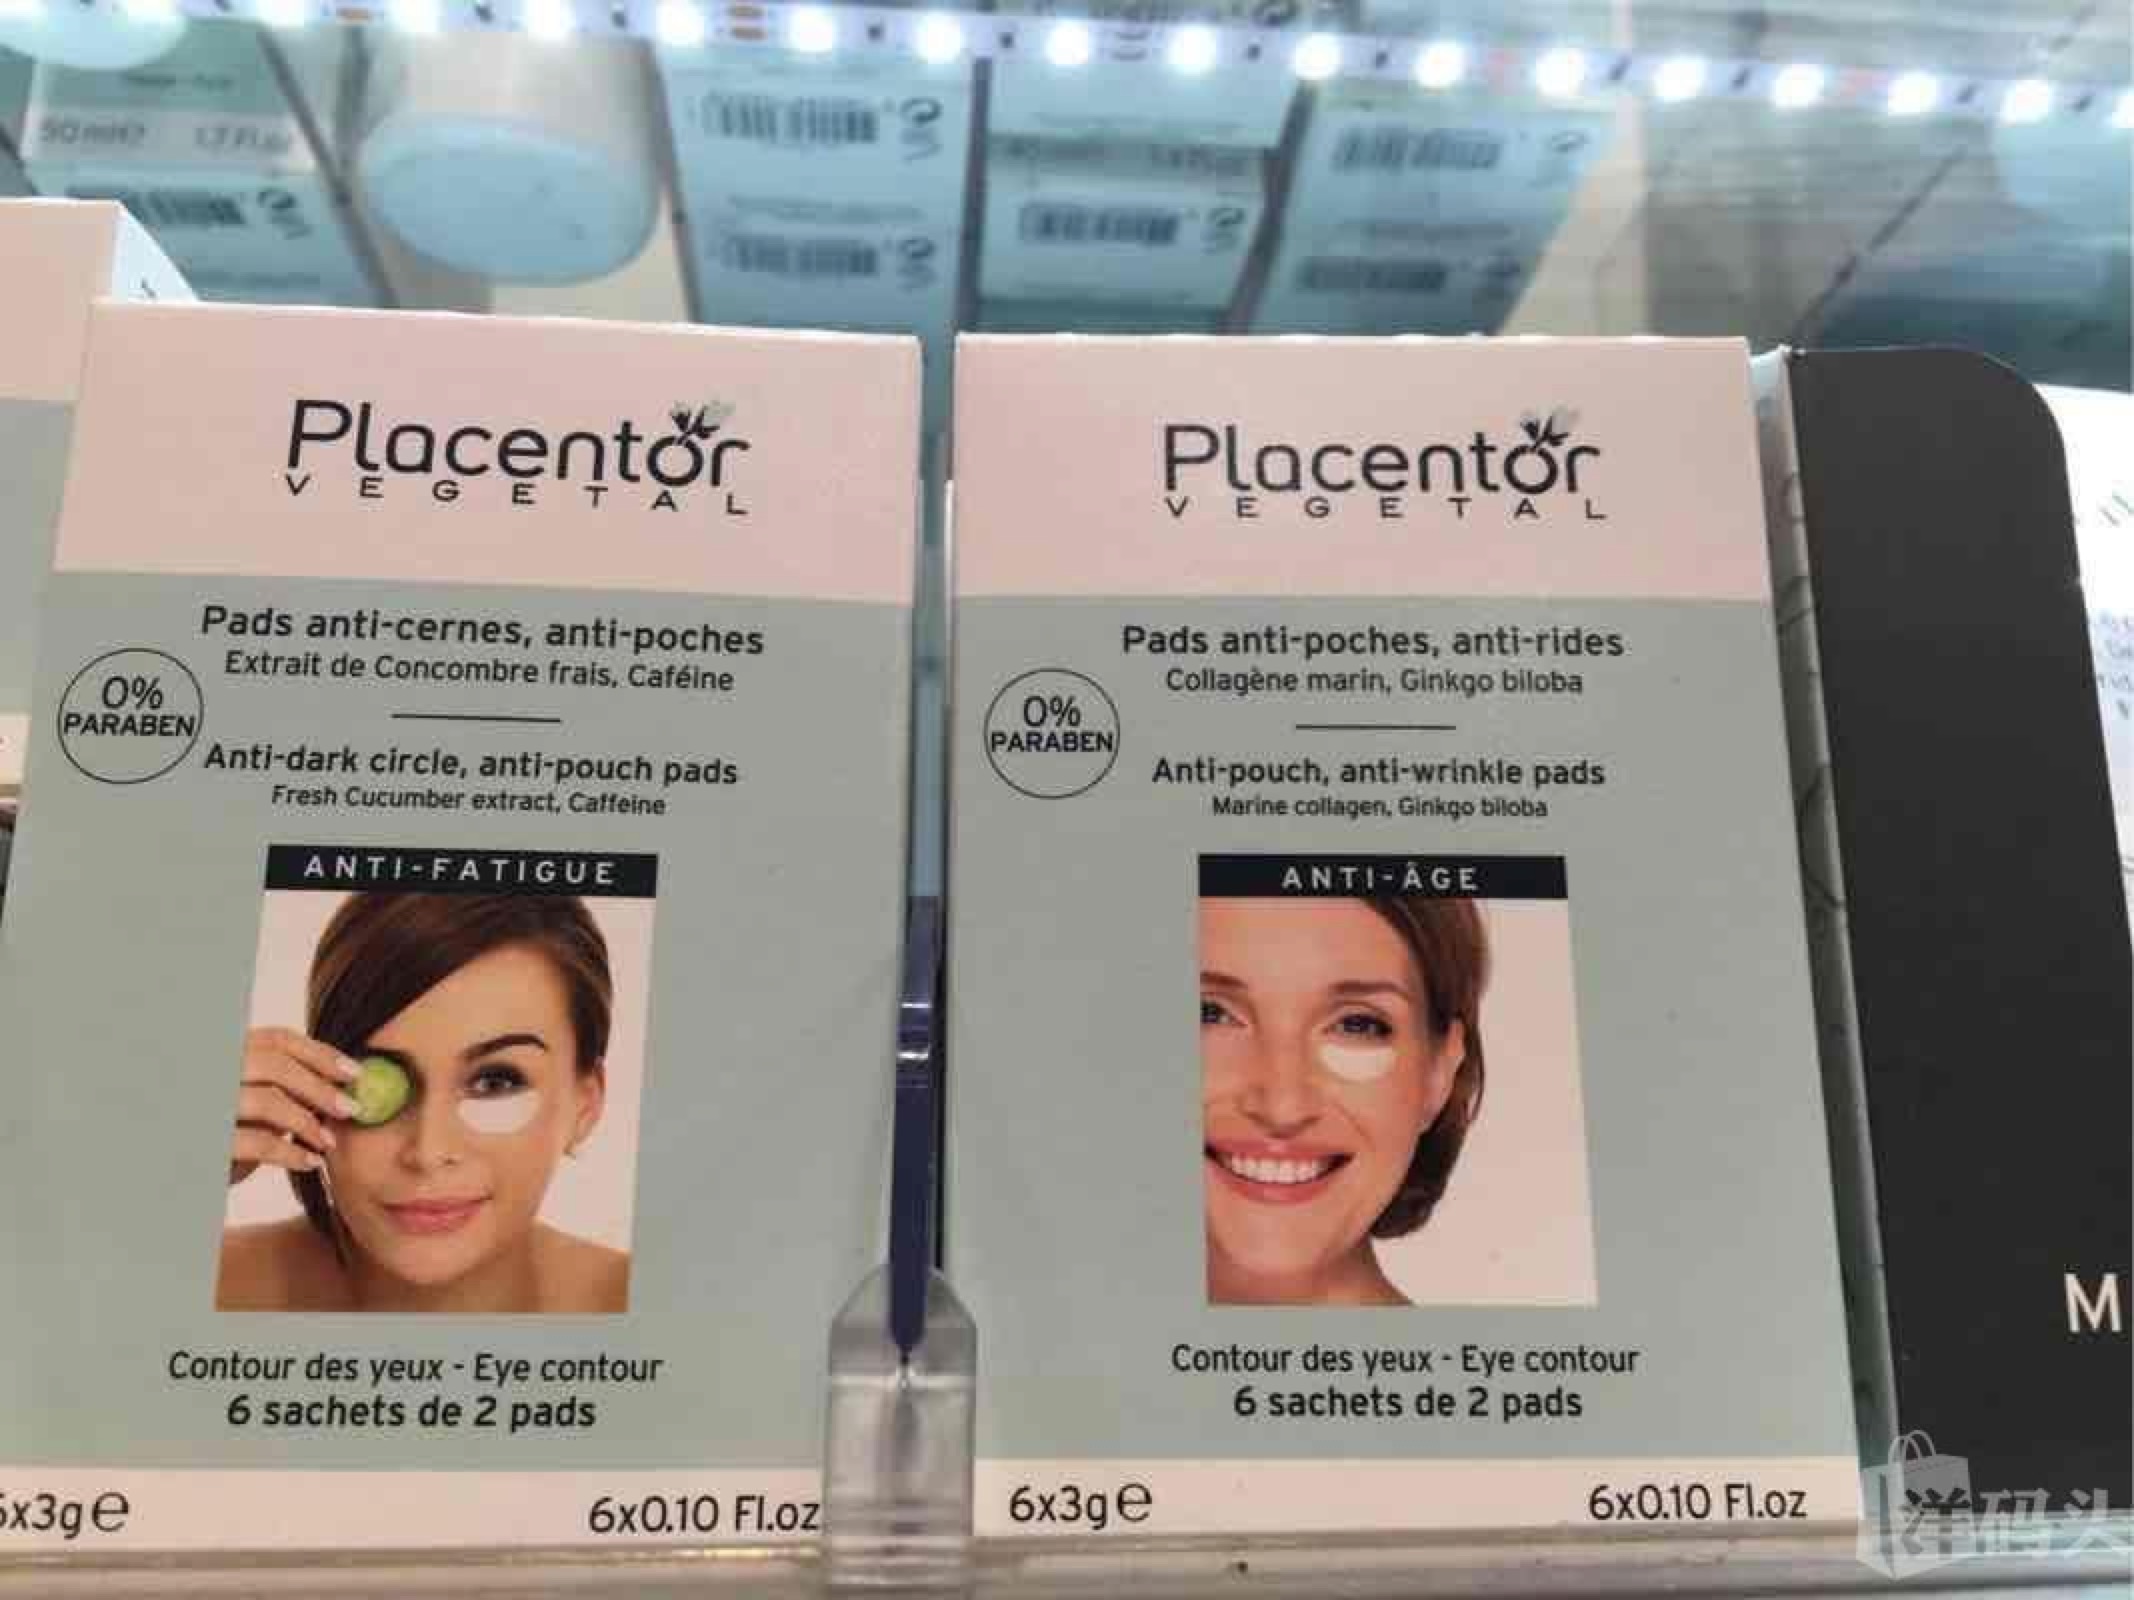 Placentor
VEGETAL
Pads anti-cernes, anti-poches
Extrait de Concombre frais, Caféine
0%
PARABEN
Anti-dark circle, anti-pouch pads
Fresh Cucumber extract, Caffeine
ANTI-FATIGUE
Contour des yeux - Eye contour
6 sachets de 2 pads
6x3g e
6x0.10 Fl.oz
Placentor
VEGETAL
Pads anti-poches, anti-rides
Collagène marin, Ginkgo biloba
0%
PARABEN
Anti-pouch, anti-wrinkle pads
Marine collagen, Ginkgo biloba
ANTI-ÂGE
Contour des yeux - Eye contour
6 sachets de 2 pads
6x3g e
6x0.10 Fl.oz
M
洋码头